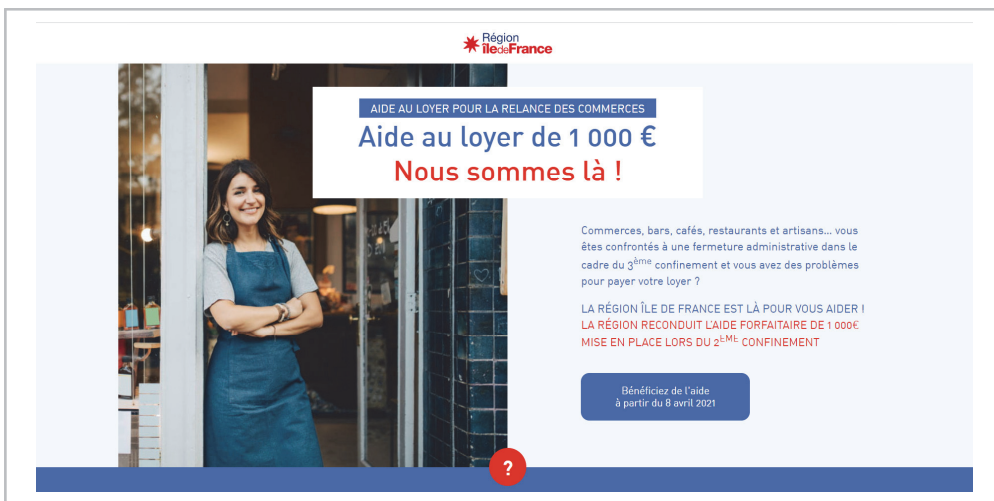 Région
îledeFrance
AIDE AU LOYER POUR LA RELANCE DES COMMERCES
Aide au loyer de 1 000 €
Nous sommes là !
Commerces, bars, cafés, restaurants et artisans... vous
êtes confrontés à une fermeture administrative dans le
cadre du 3ème confinement et vous avez des problèmes
pour payer votre loyer ?
LA RÉGION ÎLE DE FRANCE EST LÀ POUR VOUS AIDER !
LA RÉGION RECONDUIT L'AIDE FORFAITAIRE DE 1 000€
MISE EN PLACE LORS DU 2ÈME CONFINEMENT
Bénéficiez de l'aide
à partir du 8 avril 2021
?